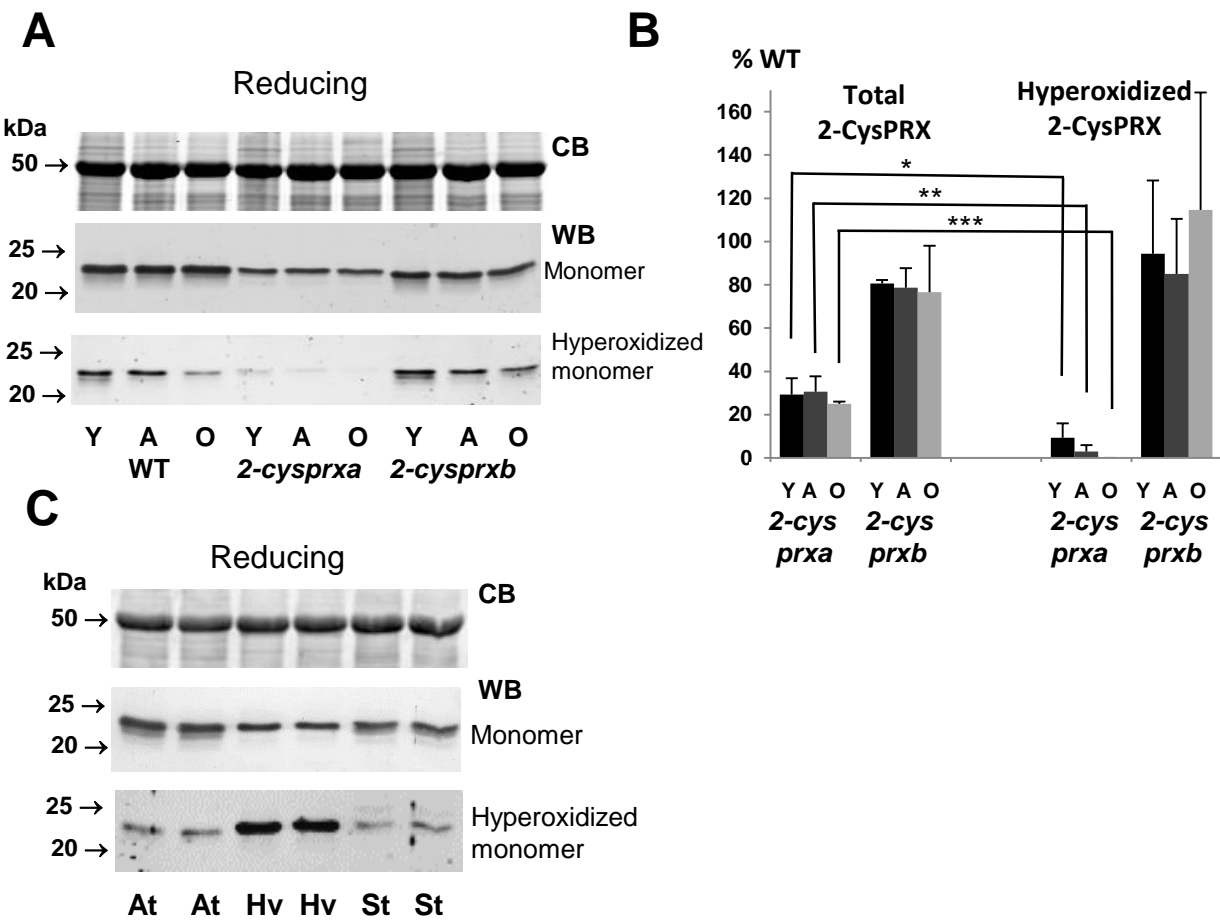 A
Reducing
kDa
50 →
CB
25 →
WB
Monomer
20 →
25 →
Hyperoxidized
monomer
20 →
Y A O Y A O Y A O
WT 2-cysprxa 2-cysprxb
B
% WT
Total
2-CysPRX
Hyperoxidized
2-CysPRX
160
140
120
100
80
60
40
20
0
*
**
***
Y A O Y A O Y A O Y A O
2-cys 2-cys 2-cys 2-cys
prxa prxb prxa prxb
C
Reducing
kDa
CB
50 →
25 →
WB
Monomer
20 →
25 →
Hyperoxidized
monomer
20 →
At At Hv Hv St St